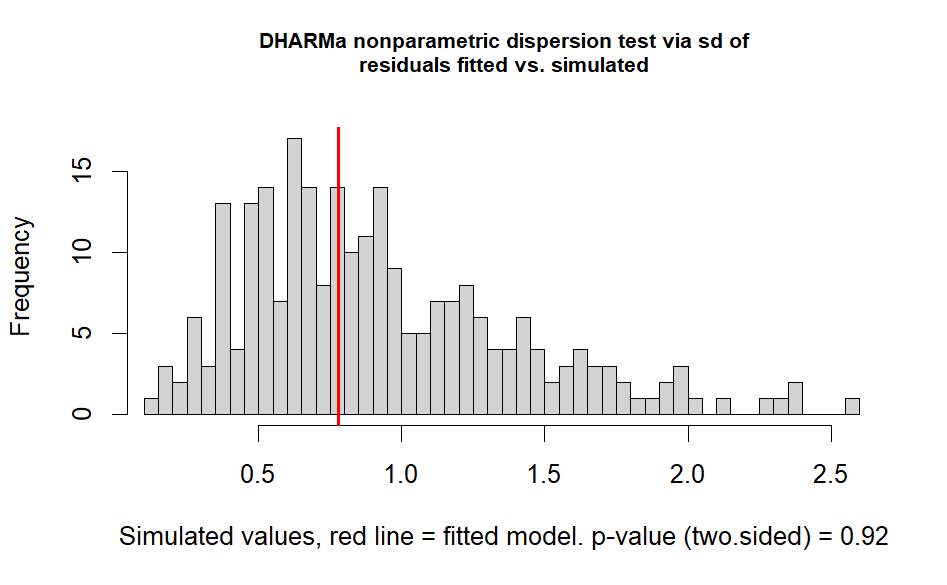 DHARMa nonparametric dispersion test via sd of
residuals fitted vs. simulated
Frequency
15
10
5
0
0.5 1.0 1.5 2.0 2.5
Simulated values, red line = fitted model. p-value (two.sided) = 0.92